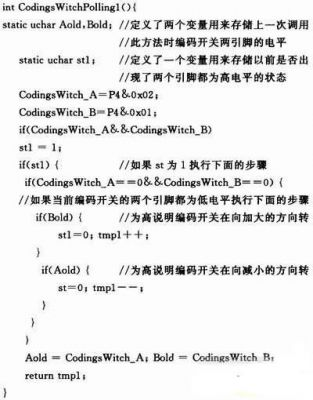 int CodingsWitchPolling1(){
static uchar Aold,Bold; //定义了两个变量用来存储上一次调用
//此方法时编码开关两引脚的电平
static uchar st1; //定义了一个变量用来存储以前是否出
//现了两个引脚都为高电平的状态
CodingsWitch_A=P4&0x02;
CodingsWitch_B=P4&0x01;
if(CodingsWitch_A&&CodingsWitch_B)
st1 = 1;
if(st1) { //如果 st 为 1 执行下面的步骤
if(CodingsWitch_A==0&&CodingsWitch_B==0) {
//如果当前编码开关的两个引脚都为低电平执行下面的步骤
if(Bold) { //为高说明编码开关在向加大的方向转
st1=0; tmp1++;
}
if(Aold) { //为高说明编码开关在向减小的方向转
st=0; tmp1--;
}
}
}
Aold = CodingsWitch_A; Bold = CodingsWitch_B;
return tmp1;
}